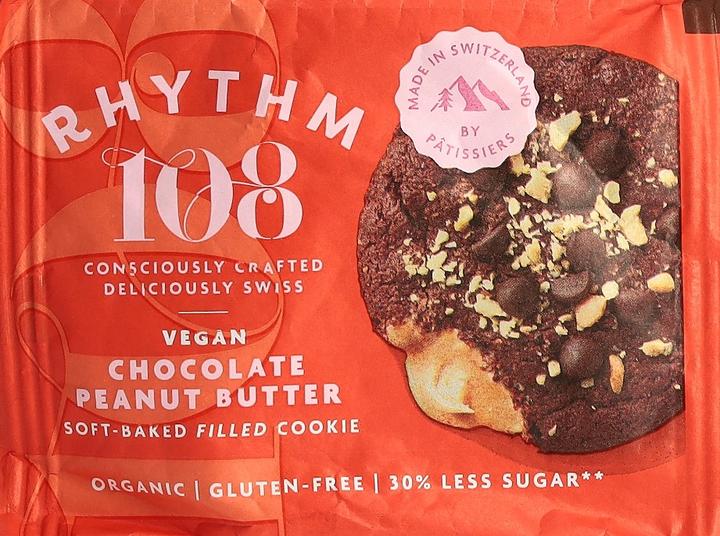 RHYTHM
108
CONSCIOUSLY CRAFTED
DELICIOUSLY SWISS
VEGAN
CHOCOLATE
PEANUT BUTTER
SOFT-BAKED FILLED COOKIE
ORGANIC | GLUTEN-FREE | 30% LESS SUGAR**
MADE IN SWITZERLAND
BY
PÂTISSIERS